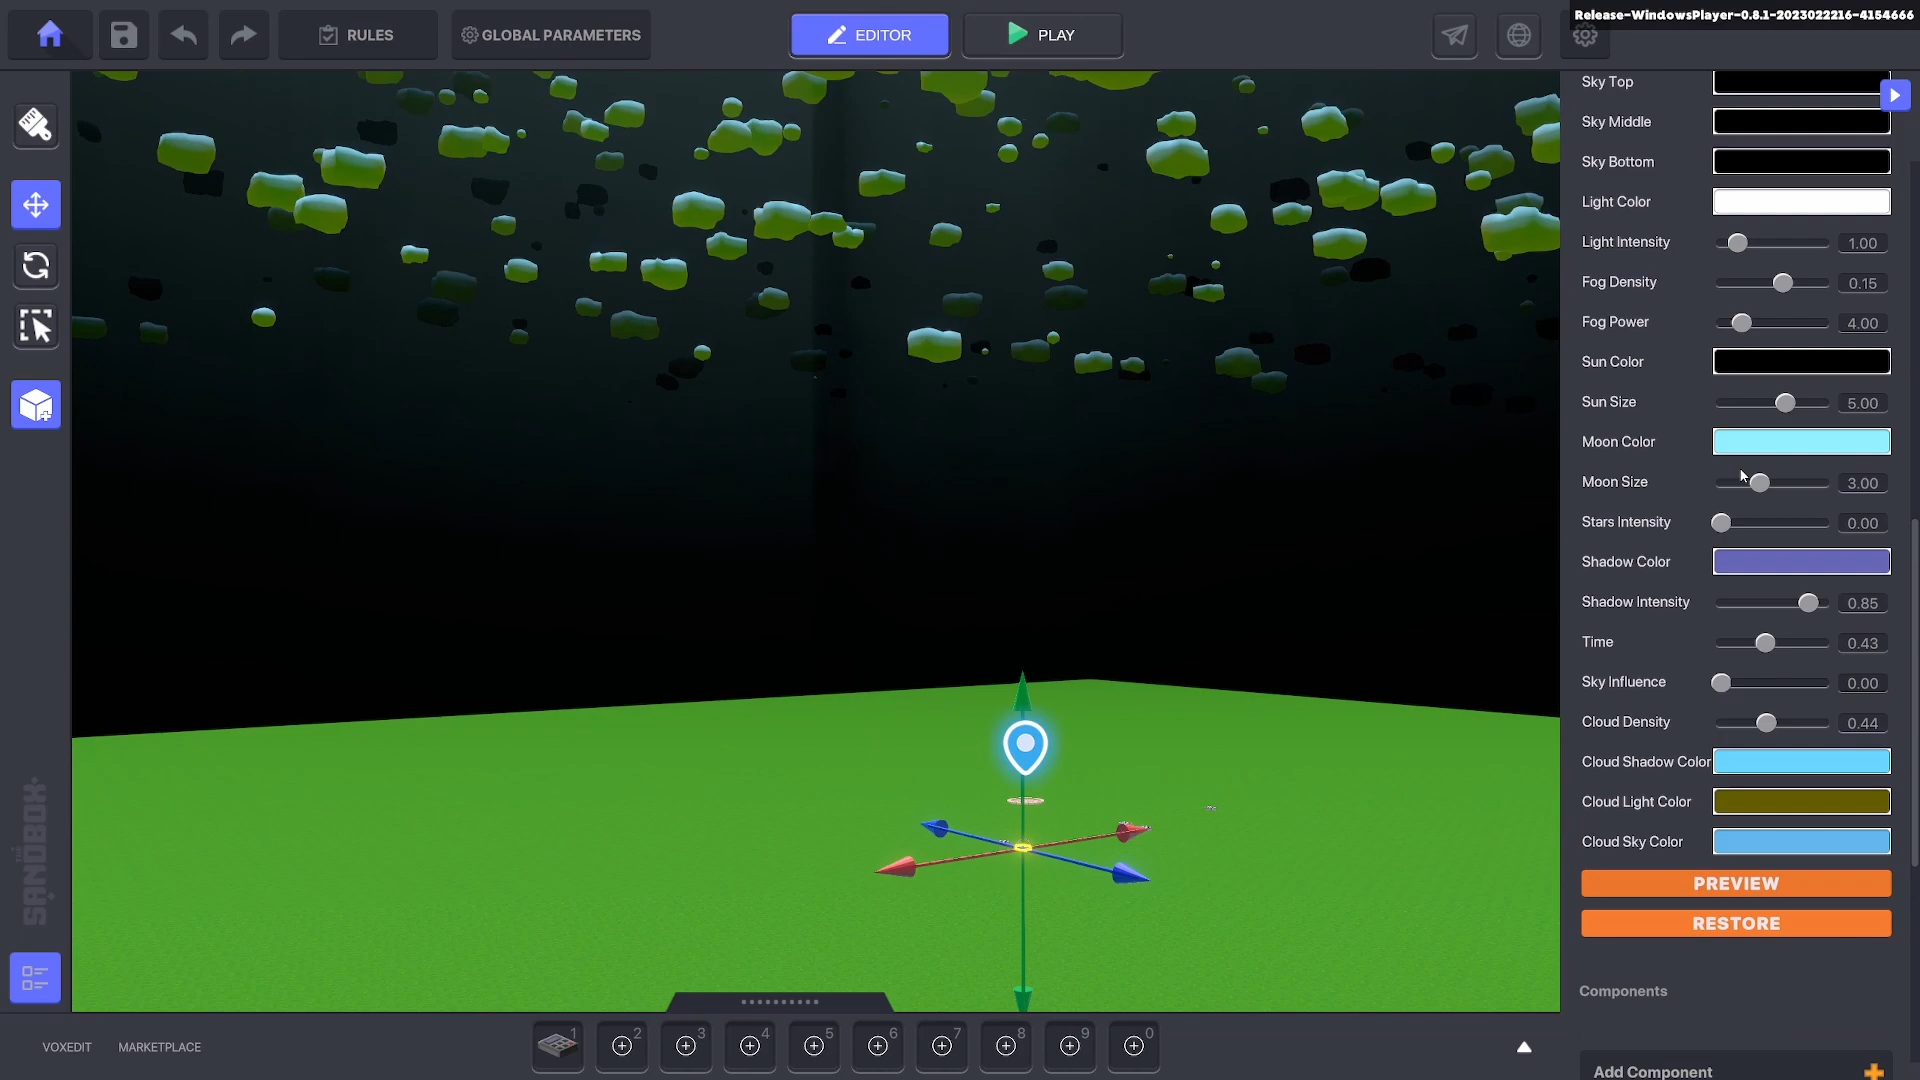 Release-WindowsPlayer-0.8.1-2023022216-4154666
RULES
GLOBAL PARAMETERS
EDITOR
PLAY
Sky Top
Sky Middle
Sky Bottom
Light Color
Light Intensity 1.00
Fog Density 0.15
Fog Power 4.00
Sun Color
Sun Size 5.00
Moon Color
Moon Size 3.00
Stars Intensity 0.00
Shadow Color
Shadow Intensity 0.85
Time 0.43
Sky Influence 0.00
Cloud Density 0.44
Cloud Shadow Color
Cloud Light Color
Cloud Sky Color
PREVIEW
RESTORE
Components
Add Component
THE SANDBOX
VOXEDIT MARKETPLACE
1 2 3 4 5 6 7 8 9 0